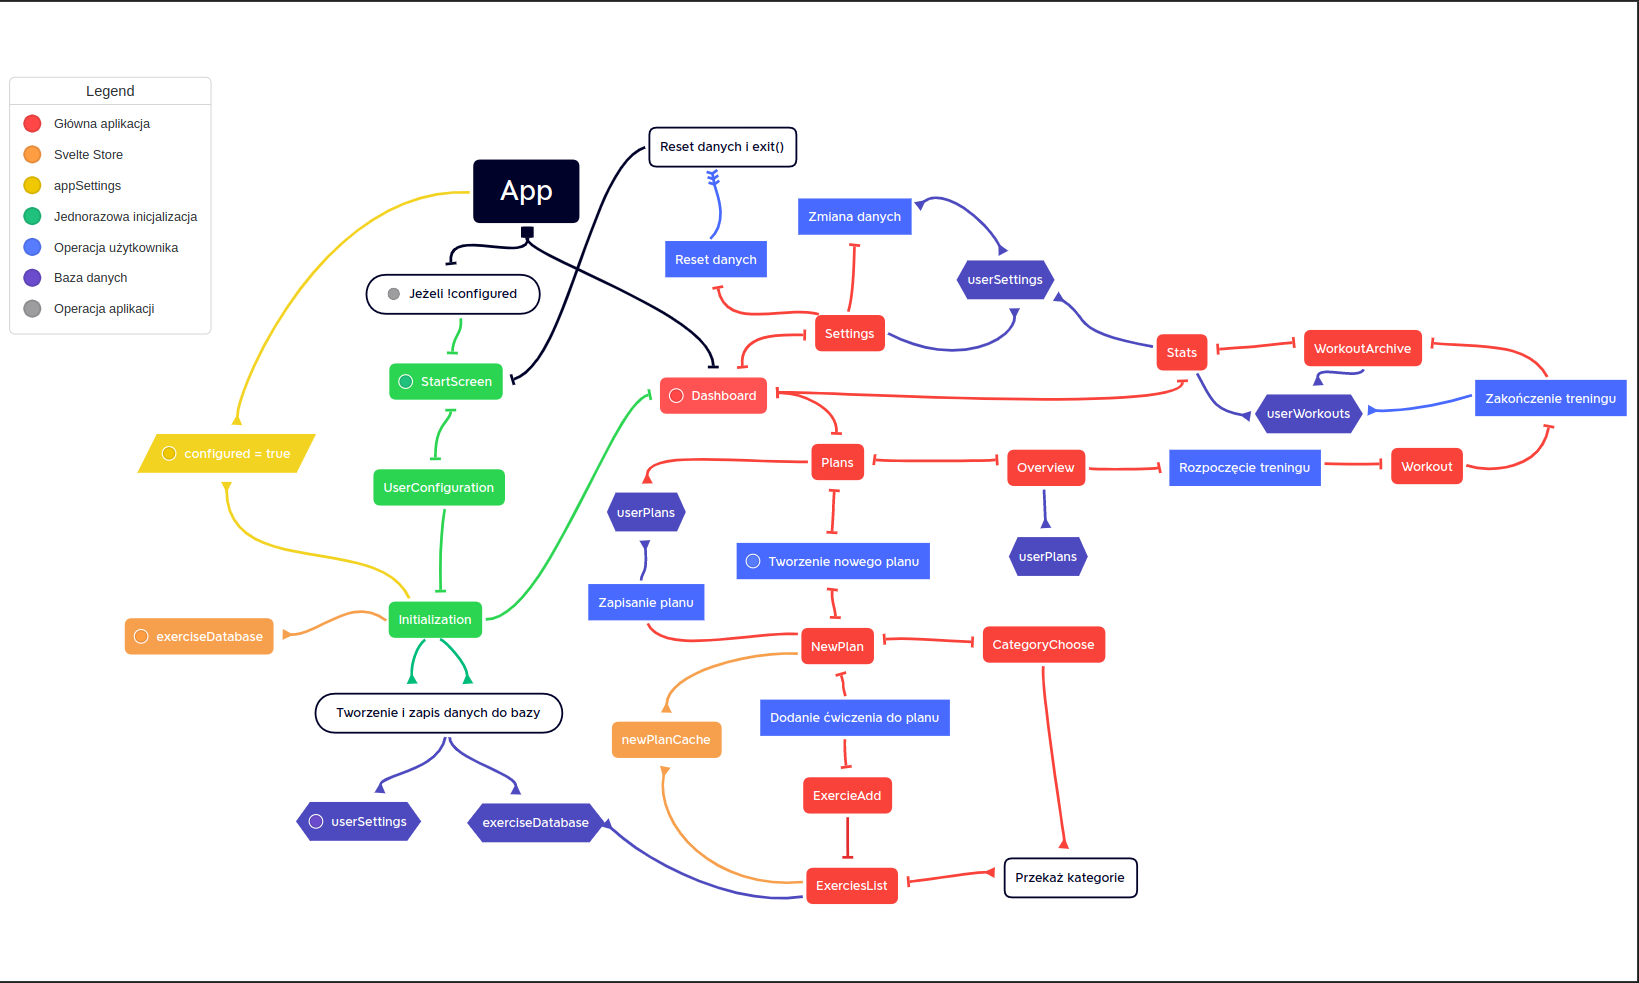 Legend
Główna aplikacja
Svelte Store
appSettings
Jednorazowa inicjalizacja
Operacja użytkownika
Baza danych
Operacja aplikacji
App
Reset danych i exit()
Zmiana danych
Reset danych
userSettings
Jeżeli !configured
Settings
Stats
WorkoutArchive
StartScreen
Dashboard
Zakończenie treningu
userWorkouts
configured = true
Plans
Overview
Rozpoczęcie treningu
Workout
UserConfiguration
userPlans
userPlans
Tworzenie nowego planu
Zapisanie planu
Initialization
exerciseDatabase
NewPlan
CategoryChoose
Tworzenie i zapis danych do bazy
Dodanie ćwiczenia do planu
newPlanCache
ExercieAdd
userSettings
exerciseDatabase
ExerciesList
Przekaż kategorie